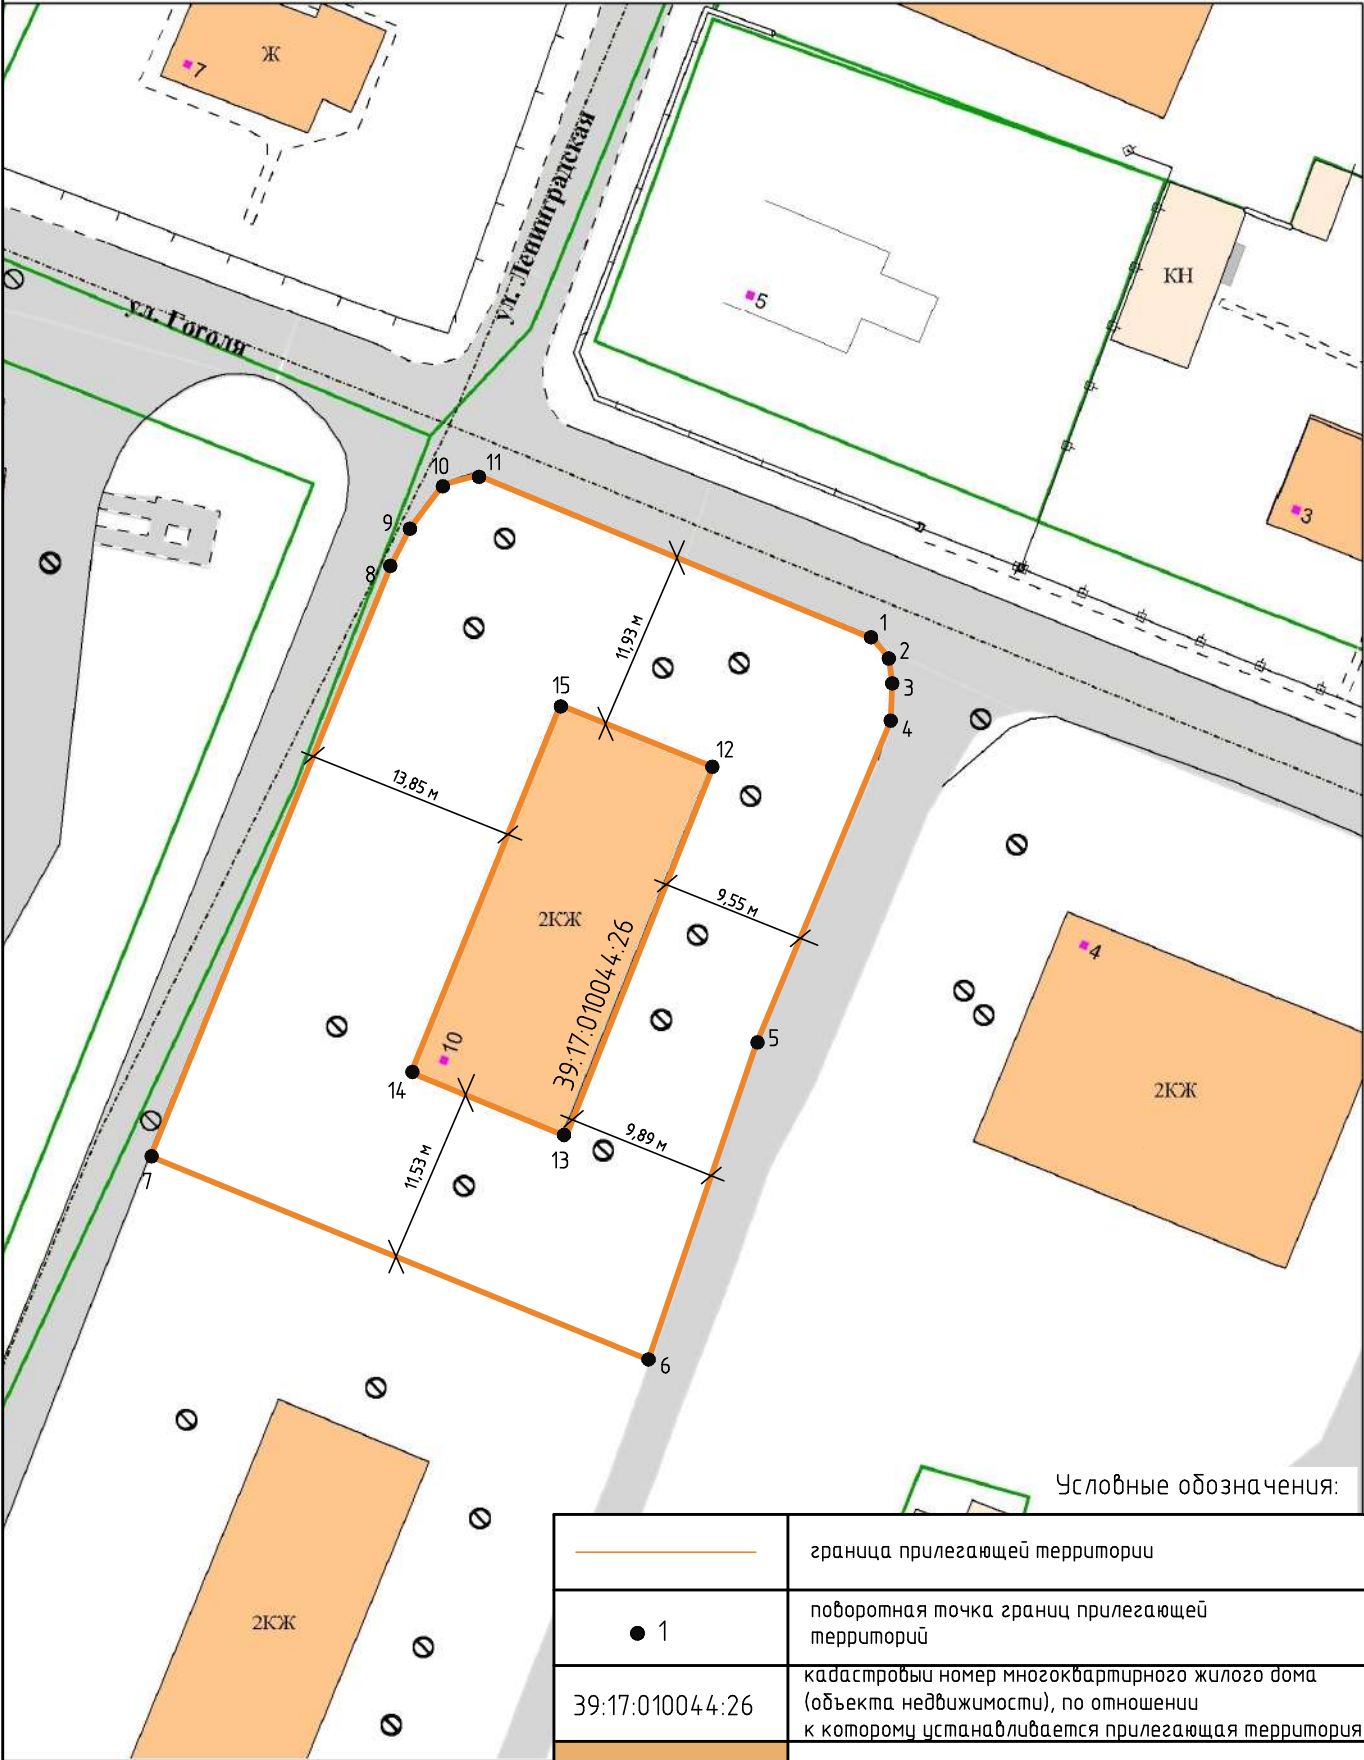 Ж
7
ул. Ленинградская
ул. Гоголя
5
КН
3
10
11
9
8
1
2
3
4
11,93 м
15
12
13,85 м
9,55 м
2КЖ
39:17:010044:26
4
5
10
14
2КЖ
9,89 м
13
11,53 м
7
6
2КЖ
Условные обозначения:
граница прилегающей территории
1
поворотная точка границ прилегающей
территорий
39:17:010044:26
кадастровый номер многоквартирного жилого дома
(объекта недвижимости), по отношении
к которому устанавливается прилегающая территория